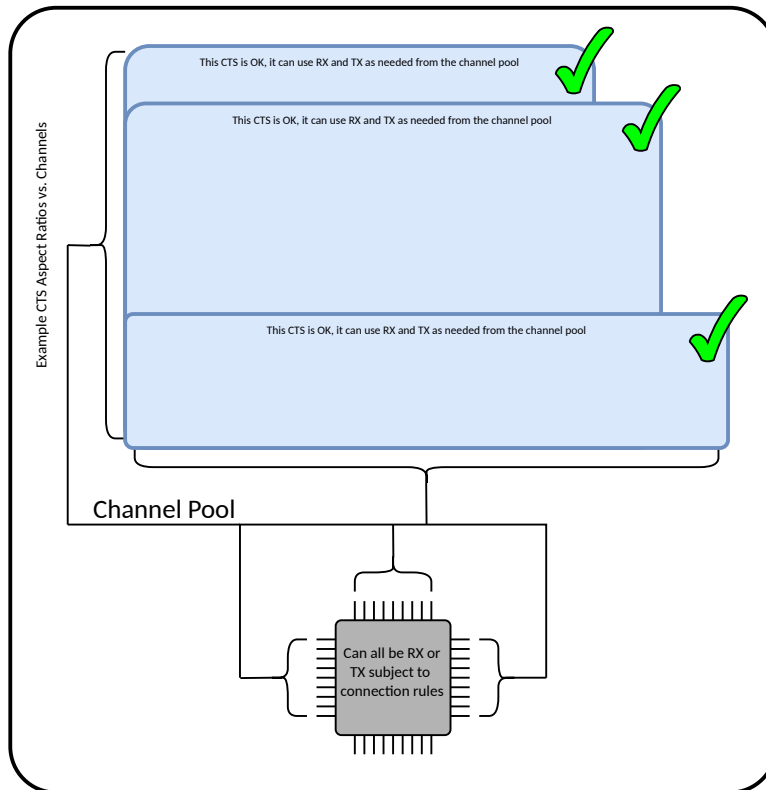 This CTS is OK, it can use RX and TX as needed from the channel pool
This CTS is OK, it can use RX and TX as needed from the channel pool
Example CTS Aspect Ratios vs. Channels
This CTS is OK, it can use RX and TX as needed from the channel pool
Channel Pool
Can all be RX or
TX subject to
connection rules